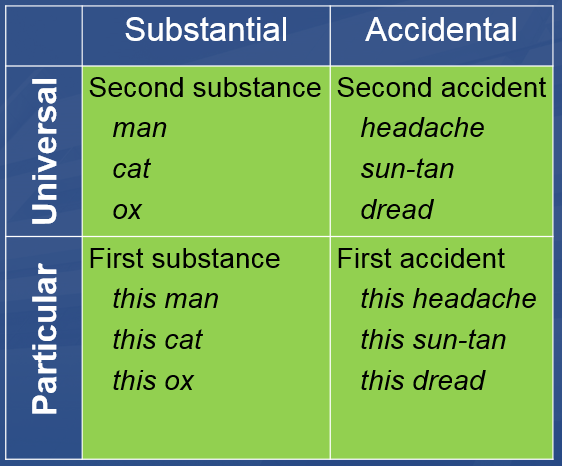 Substantial
Accidental
Universal
Second substance
man
cat
ox
Second accident
headache
sun-tan
dread
Particular
First substance
this man
this cat
this ox
First accident
this headache
this sun-tan
this dread